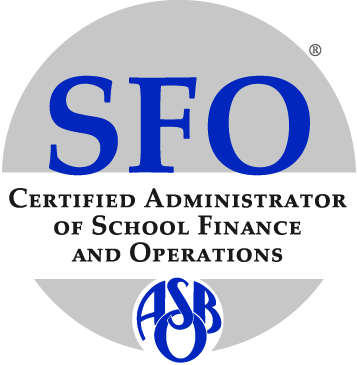 SFO®
Certified Administrator
of School Finance
and Operations
ASBO